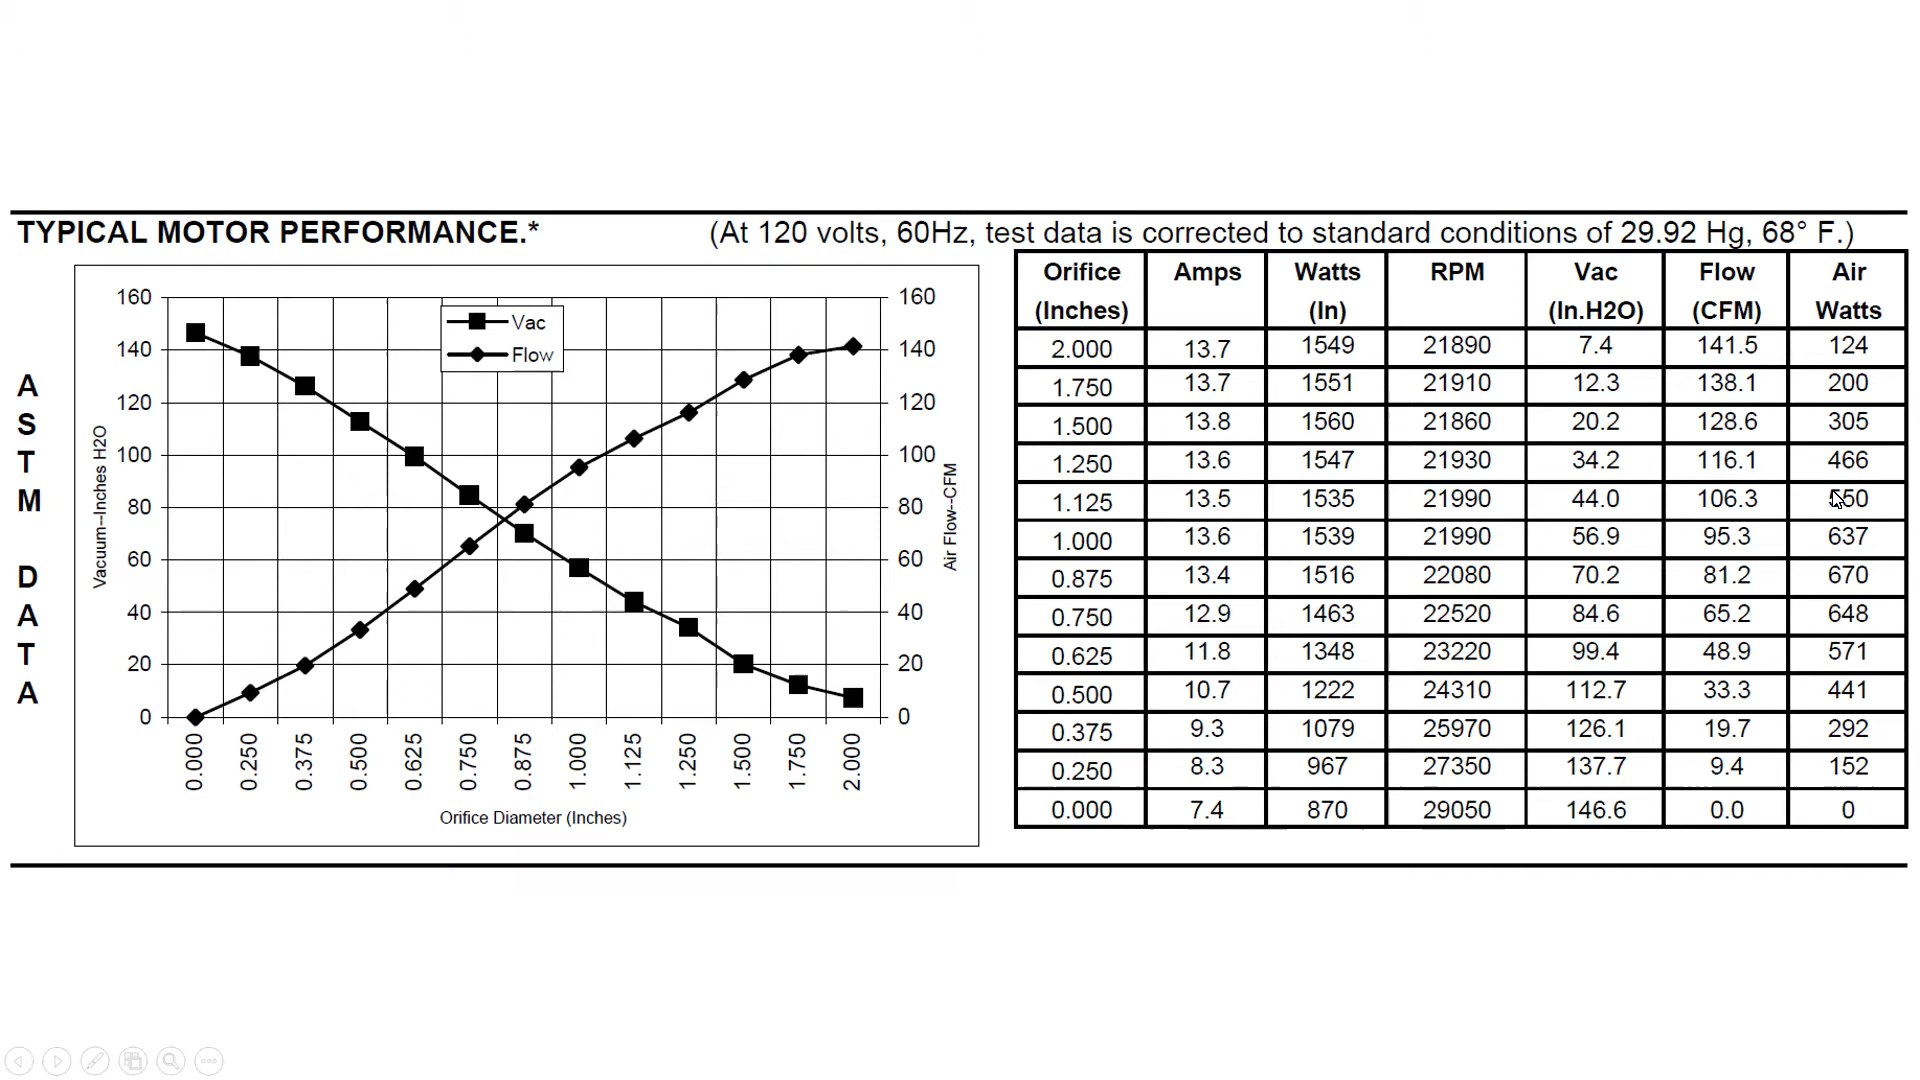 TYPICAL MOTOR PERFORMANCE.* (At 120 volts, 60Hz, test data is corrected to standard conditions of 29.92 Hg, 68° F.)
ASTM DATA
Vacuum–Inches H2O
160 140 120 100 80 60 40 20 0
Vac
Flow
160 140 120 100 80 60 40 20 0
Air Flow--CFM
0.000 0.250 0.375 0.500 0.625 0.750 0.875 1.000 1.125 1.250 1.500 1.750 2.000
Orifice Diameter (Inches)
Orifice Amps Watts RPM Vac Flow Air
(Inches) (In) (In.H2O) (CFM) Watts
2.000 13.7 1549 21890 7.4 141.5 124
1.750 13.7 1551 21910 12.3 138.1 200
1.500 13.8 1560 21860 20.2 128.6 305
1.250 13.6 1547 21930 34.2 116.1 466
1.125 13.5 1535 21990 44.0 106.3
1.000 13.6 1539 21990 56.9 95.3 637
0.875 13.4 1516 22080 70.2 81.2 670
0.750 12.9 1463 22520 84.6 65.2 648
0.625 11.8 1348 23220 99.4 48.9 571
0.500 10.7 1222 24310 112.7 33.3 441
0.375 9.3 1079 25970 126.1 19.7 292
0.250 8.3 967 27350 137.7 9.4 152
0.000 7.4 870 29050 146.6 0.0 0